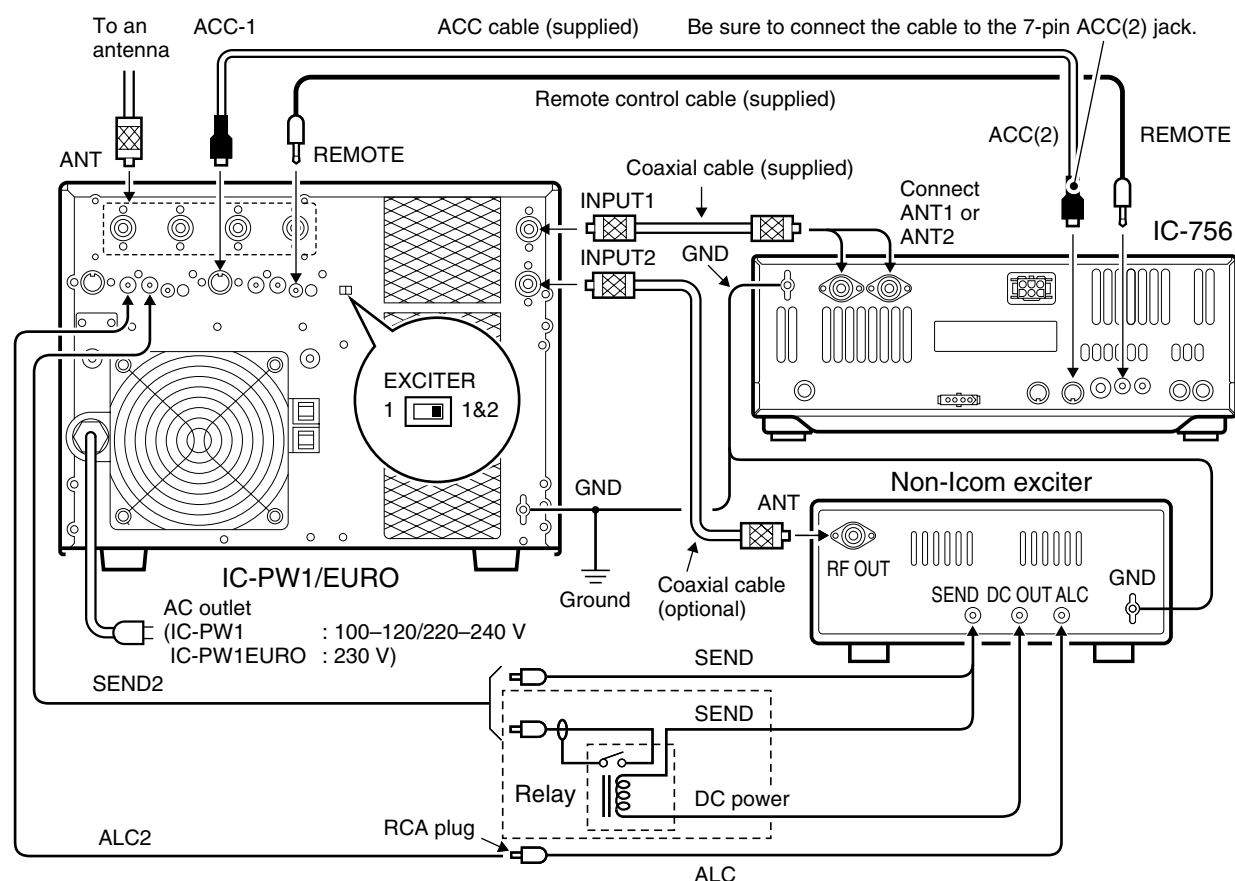 To an
antenna
ACC-1
ACC cable (supplied)
Be sure to connect the cable to the 7-pin ACC(2) jack.
Remote control cable (supplied)
ANT
REMOTE
ACC(2)
REMOTE
Coaxial cable (supplied)
INPUT1
Connect
ANT1 or
ANT2
IC-756
GND
INPUT2
EXCITER
1
1&2
GND
Non-Icom exciter
ANT
RF OUT
SEND
DC OUT
ALC
GND
IC-PW1/EURO
Ground
Coaxial cable
(optional)
AC outlet
(IC-PW1 : 100–120/220–240 V
IC-PW1EURO : 230 V)
SEND2
SEND
SEND
Relay
DC power
RCA plug
ALC2
ALC